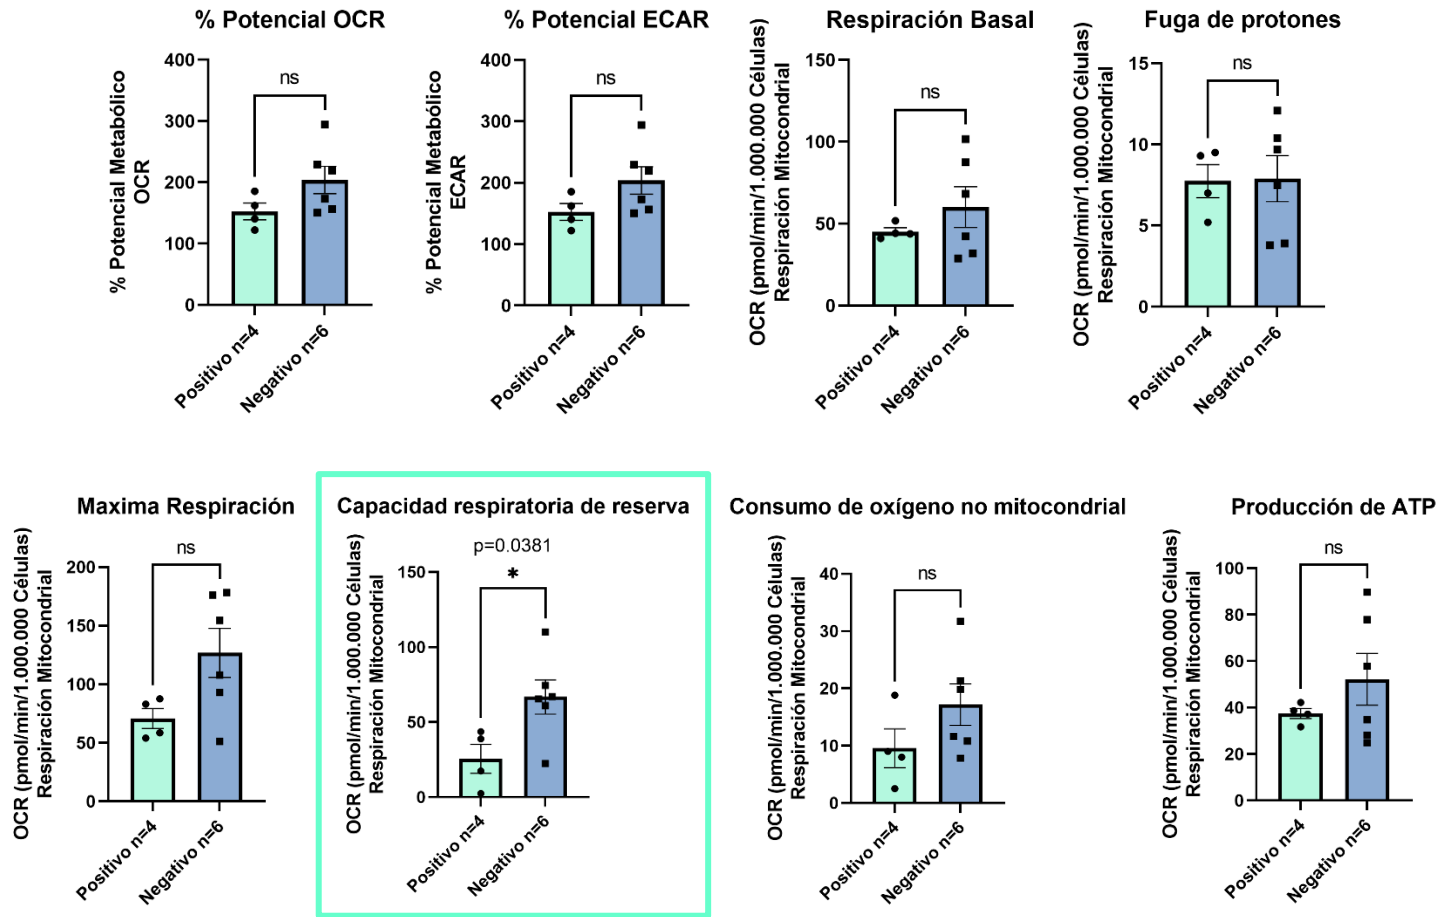 % Potencial OCR
% Potencial Metabólico
OCR
400
300
200
100
0
ns
Positivo n=4
Negativo n=6
% Potencial ECAR
% Potencial Metabólico
ECAR
400
300
200
100
0
ns
Positivo n=4
Negativo n=6
Respiración Basal
OCR (pmol/min/1.000.000 Células)
Respiración Mitocondrial
150
100
50
0
ns
Positivo n=4
Negativo n=6
Fuga de protones
OCR (pmol/min/1.000.000 Células)
Respiración Mitocondrial
15
10
5
0
ns
Positivo n=4
Negativo n=6
Maxima Respiración
OCR (pmol/min/1.000.000 Células)
Respiración Mitocondrial
200
150
100
50
0
ns
Positivo n=4
Negativo n=6
Capacidad respiratoria de reserva
OCR (pmol/min/1.000.000 Células)
Respiración Mitocondrial
p=0.0381
*
150
100
50
0
Positivo n=4
Negativo n=6
Consumo de oxígeno no mitocondrial
OCR (pmol/min/1.000.000 Células)
Respiración Mitocondrial
40
30
20
10
0
ns
Positivo n=4
Negativo n=6
Producción de ATP
OCR (pmol/min/1.000.000 Células)
Respiración Mitocondrial
100
80
60
40
20
0
ns
Positivo n=4
Negativo n=6